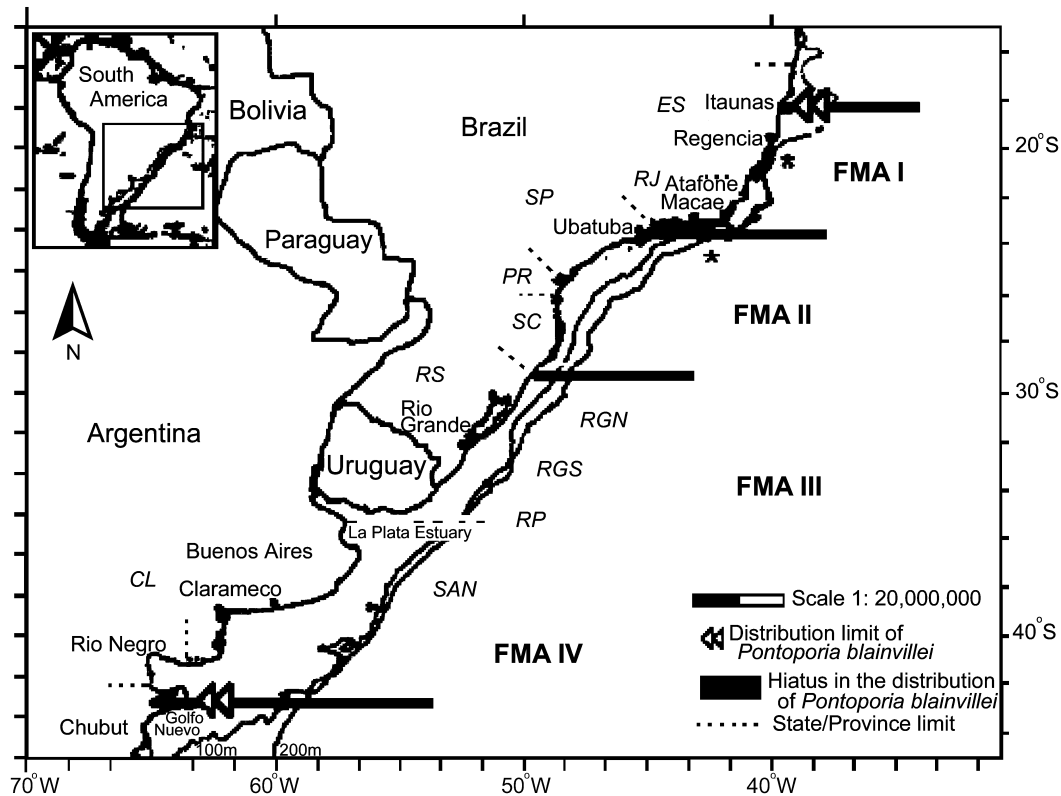 South
America
Bolivia
Brazil
ES
Itaunas
Regencia
20°S
*
FMA I
RJ
Atafone
Macae
SP
Ubatuba
Paraguay
*
PR
FMA II
SC
N
RS
30°S
Rio
Grande
RGN
Argentina
Uruguay
RGS
FMA III
RP
La Plata Estuary
Buenos Aires
CL
Clarameco
SAN
Scale 1: 20,000,000
Rio Negro
FMA IV
40°S
Distribution limit of
Pontoporia blainvillei
Hiatus in the distribution
of Pontoporia blainvillei
State/Province limit
Chubut
Golfo
Nuevo
100m
200m
70°W
60°W
50°W
40°W